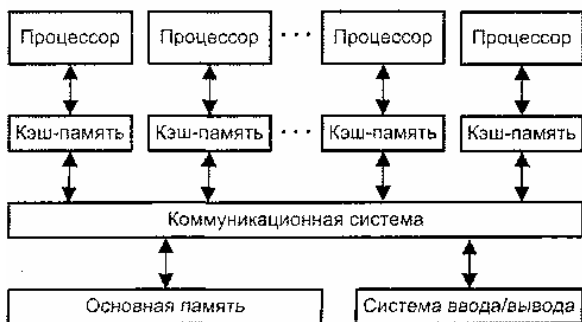 Процессор Процессор ··· Процессор Процессор
Кэш-память Кэш-память ··· Кэш-память Кэш-память
Коммуникационная система
Основная память Система ввода/вывода